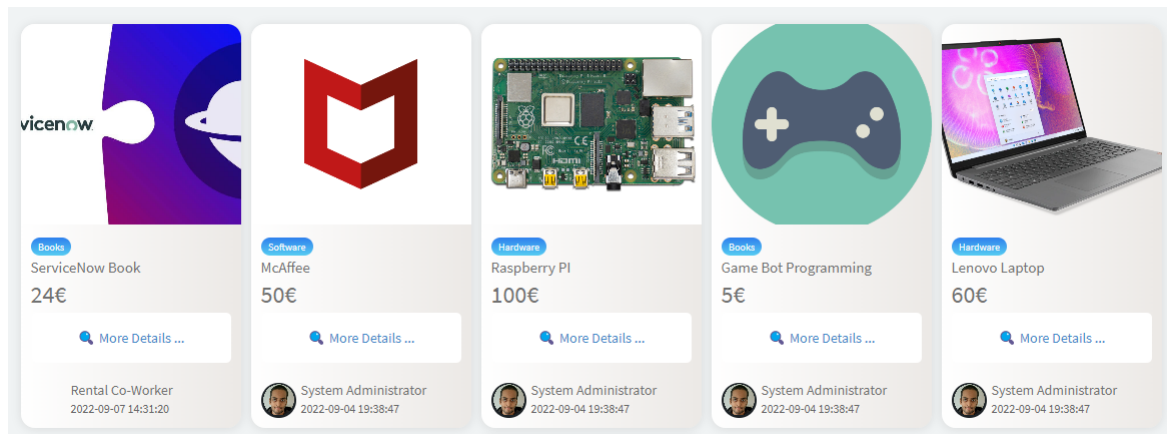 vicenow
Books
ServiceNow Book
24€
More Details ...
Rental Co-Worker
2022-09-07 14:31:20
Software
McAffee
50€
More Details ...
System Administrator
2022-09-04 19:38:47
HDMI
Hardware
Raspberry PI
100€
More Details ...
System Administrator
2022-09-04 19:38:47
Books
Game Bot Programming
5€
More Details ...
System Administrator
2022-09-04 19:38:47
Hardware
Lenovo Laptop
60€
More Details ...
System Administrator
2022-09-04 19:38:47